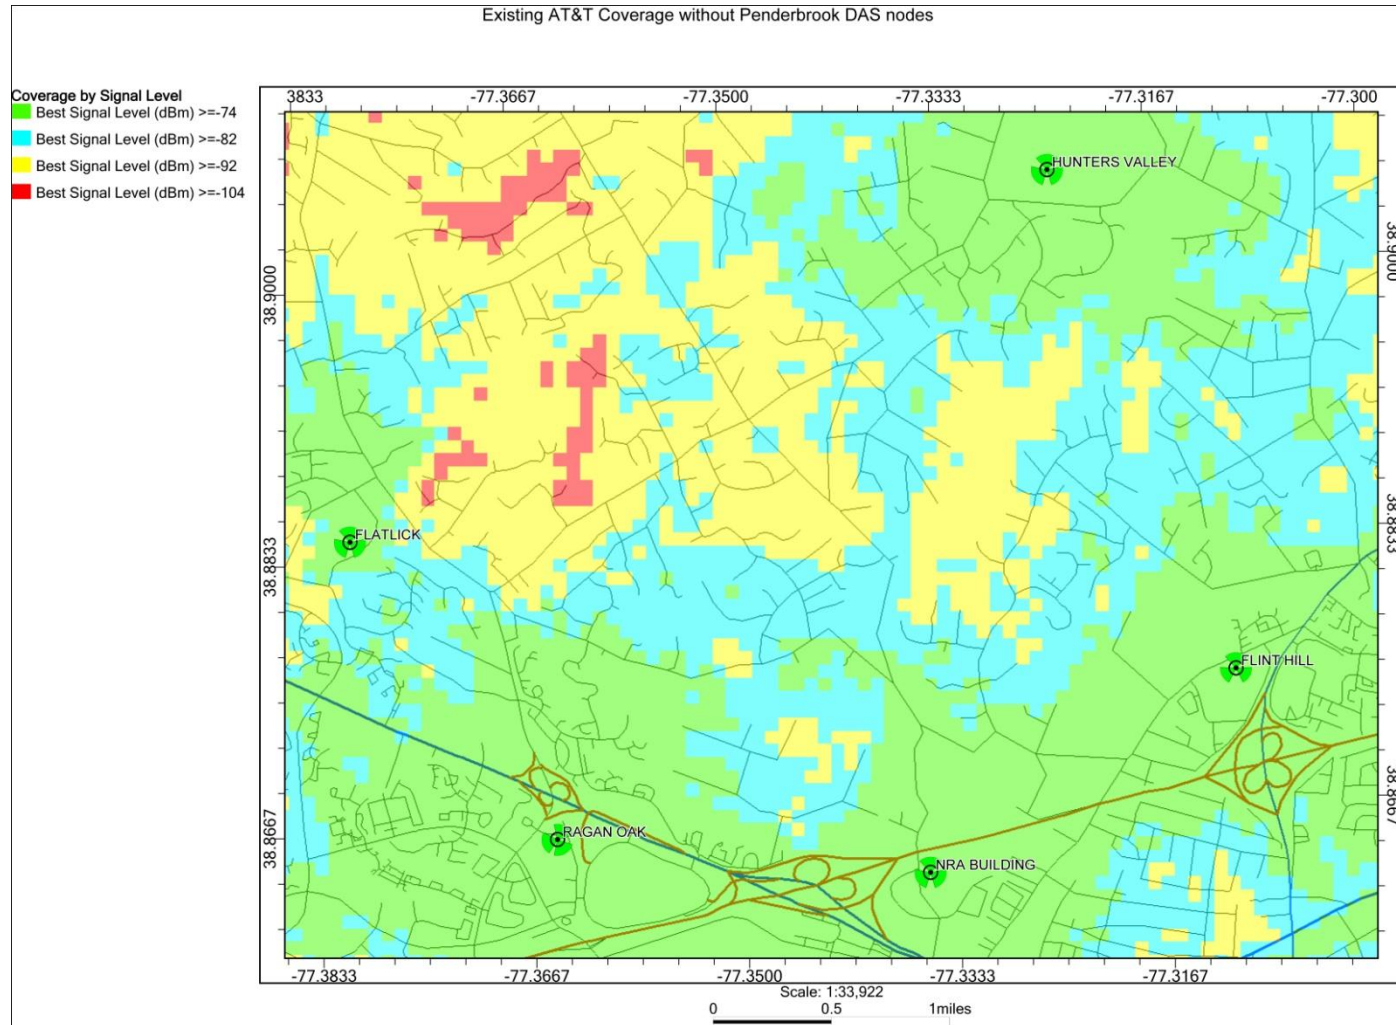 Existing AT&T Coverage without Penderbrook DAS nodes
Coverage by Signal Level
Best Signal Level (dBm) >=-74
Best Signal Level (dBm) >=-82
Best Signal Level (dBm) >=-92
Best Signal Level (dBm) >=-104
3833 -77.3667 -77.3500 -77.3333 -77.3167 -77.300
HUNTERS VALLEY
38.9000 38.9000
FLATLICK
38.8833 38.8833
FLINT HILL
38.8667 38.8667
RAGAN OAK
NRA BUILDING
-77.3833 -77.3667 -77.3500 -77.3333 -77.3167
Scale: 1:33,922
0 0.5 1miles